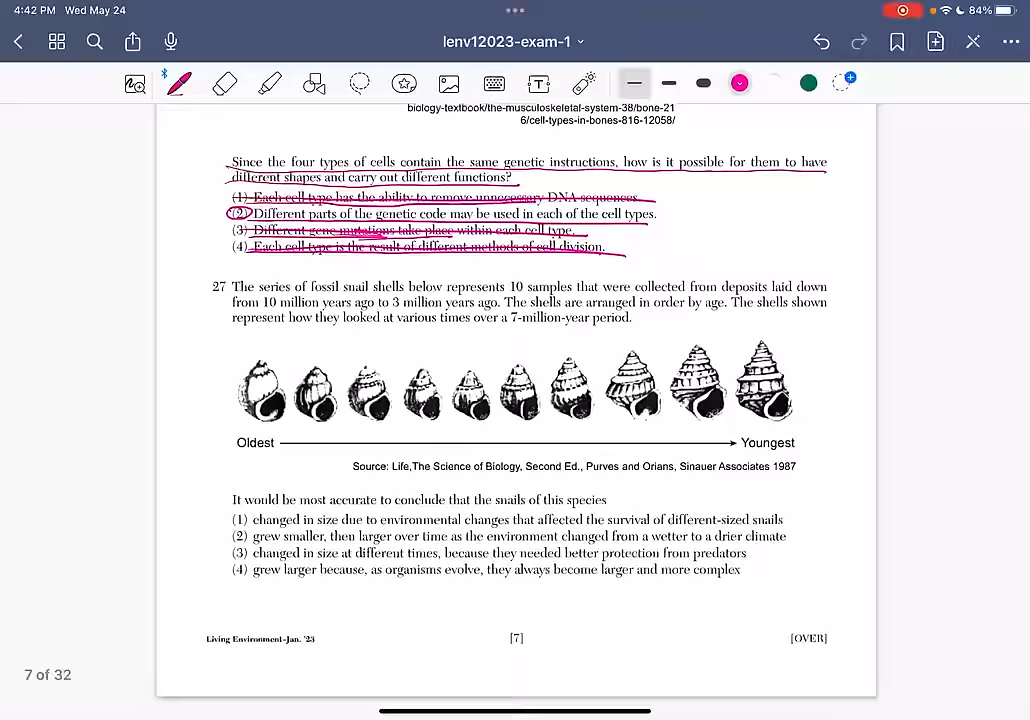 4:42 PM Wed May 24
84%
lenv12023-exam-1
biology-textbook/the-musculoskeletal-system-38/bone-21
6/cell-types-in-bones-816-12058/
Since the four types of cells contain the same genetic instructions, how is it possible for them to have
different shapes and carry out different functions?
(1) Each cell type has the ability to remove unnecessary DNA sequences.
(2) Different parts of the genetic code may be used in each of the cell types.
(3) Different gene mutations take place within each cell type.
(4) Each cell type is the result of different methods of cell division.
27 The series of fossil snail shells below represents 10 samples that were collected from deposits laid down
from 10 million years ago to 3 million years ago. The shells are arranged in order by age. The shells shown
represent how they looked at various times over a 7-million-year period.
Oldest Youngest
Source: Life,The Science of Biology, Second Ed., Purves and Orians, Sinauer Associates 1987
It would be most accurate to conclude that the snails of this species
(1) changed in size due to environmental changes that affected the survival of different-sized snails
(2) grew smaller, then larger over time as the environment changed from a wetter to a drier climate
(3) changed in size at different times, because they needed better protection from predators
(4) grew larger because, as organisms evolve, they always become larger and more complex
Living Environment–Jan. '23 [7] [OVER]
7 of 32